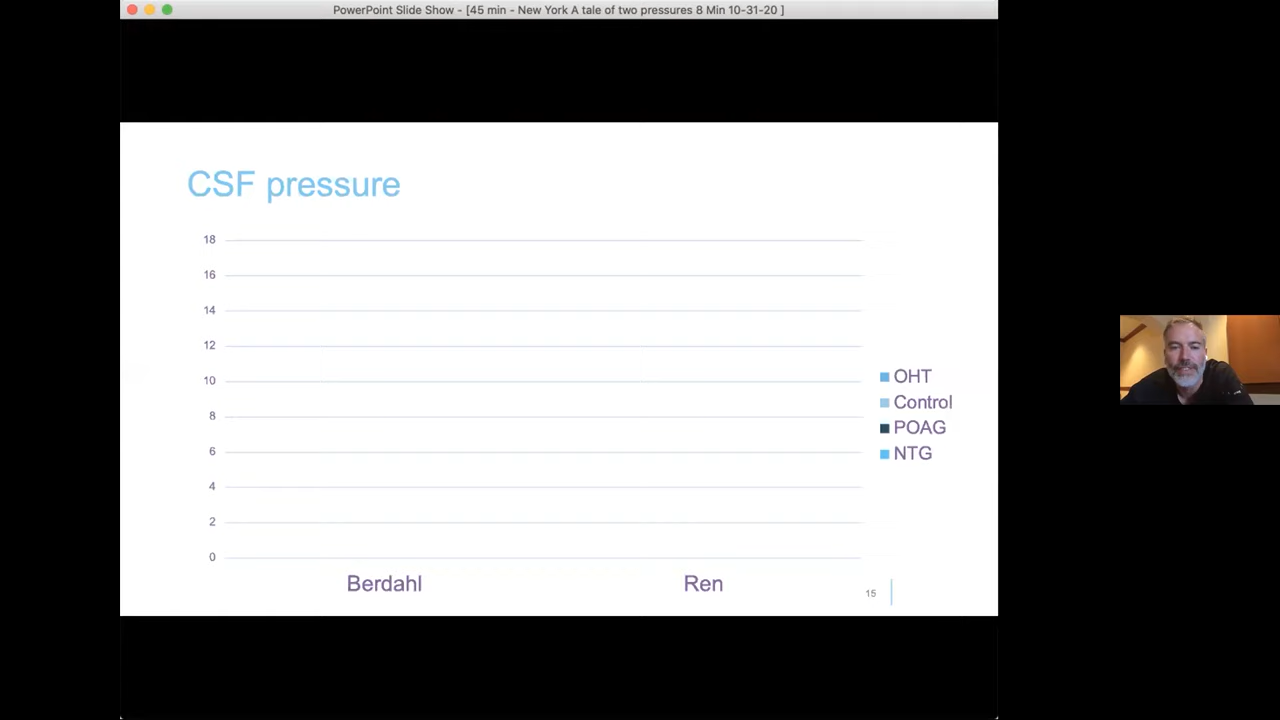 PowerPoint Slide Show - [45 min - New York A tale of two pressures 8 Min 10-31-20 ]
CSF pressure
18
16
14
12
10
8
6
4
2
0
OHT
Control
POAG
NTG
Berdahl
Ren
15